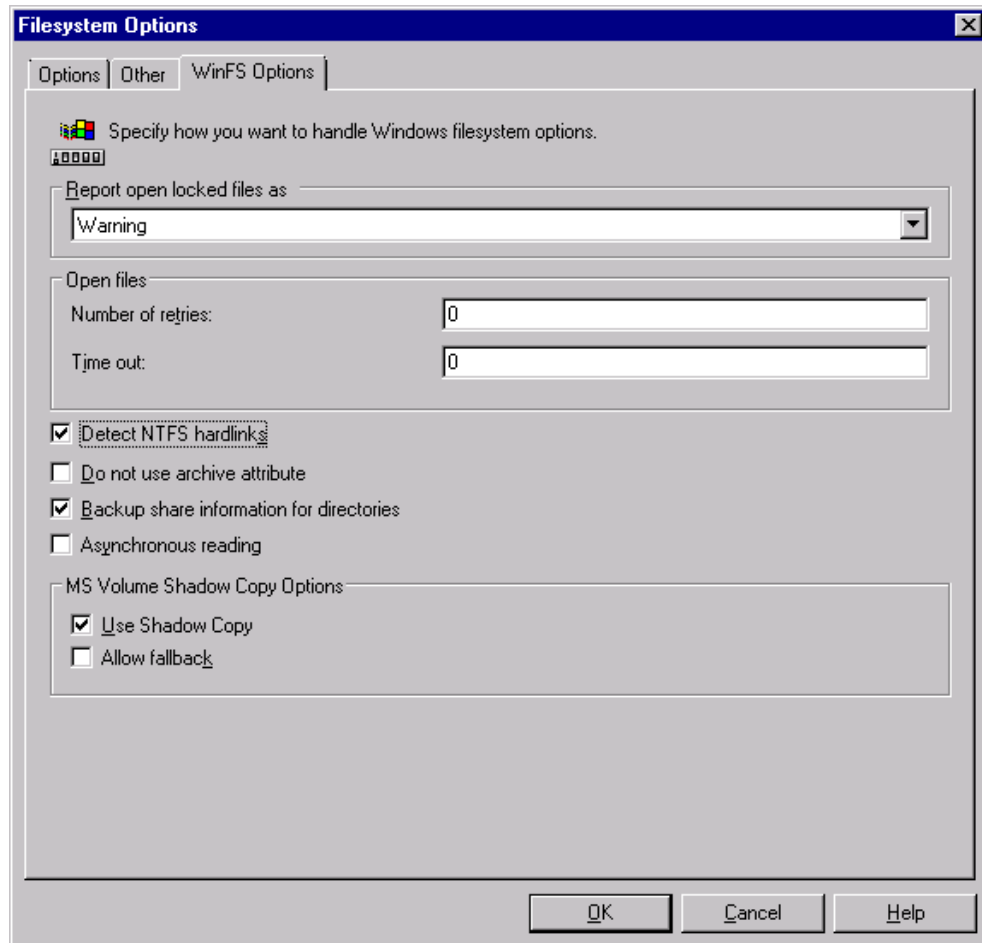 Filesystem Options
Options
Other
WinFS Options
Specify how you want to handle Windows filesystem options.
Report open locked files as
Warning
Open files
Number of retries:
0
Time out:
0
Detect NTFS hardlinks
Do not use archive attribute
Backup share information for directories
Asynchronous reading
MS Volume Shadow Copy Options
Use Shadow Copy
Allow fallback
OK
Cancel
Help